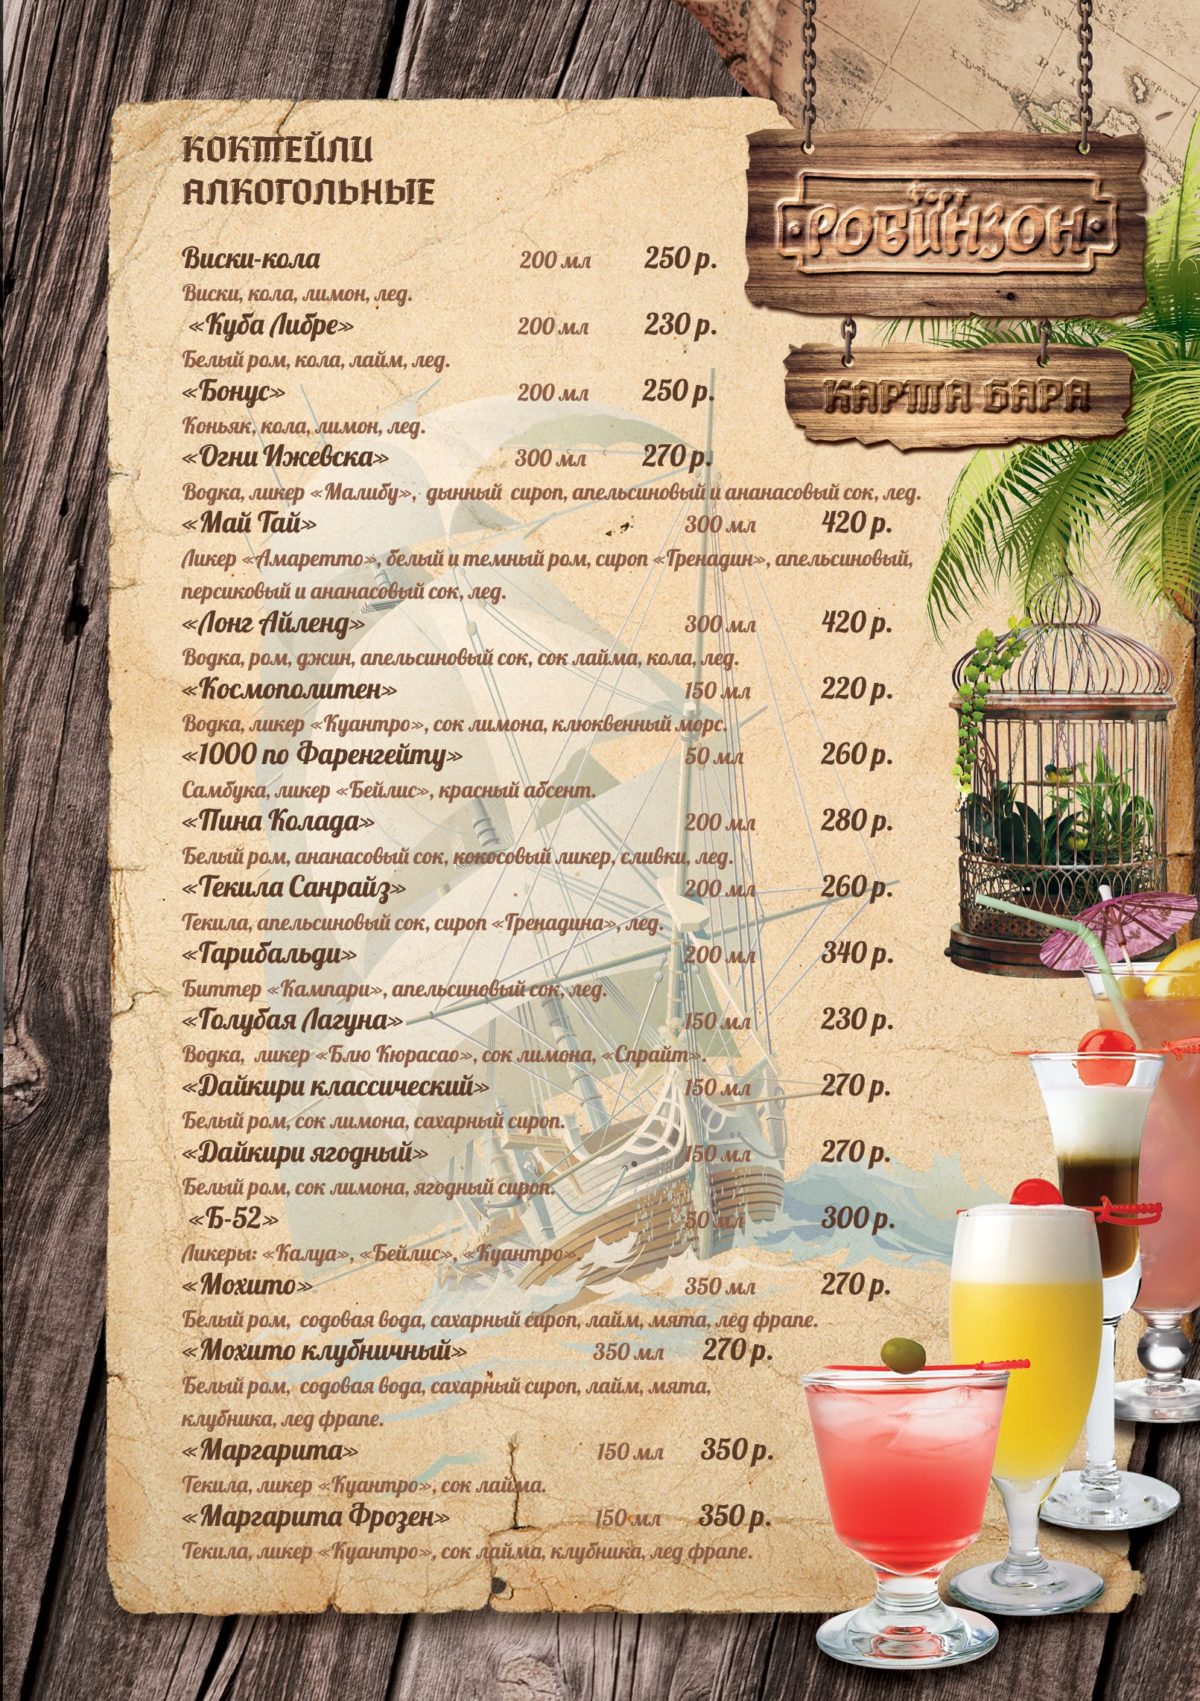 КОКТЕЙЛИ
АЛКОГОЛЬНЫЕ
ФОРТ
РОБИНЗОН
КАРТА БАРА
Виски-кола 200 мл 250 р.
Виски, кола, лимон, лед.
«Куба Либре» 200 мл 230 р.
Белый ром, кола, лайм, лед.
«Бонус» 200 мл 250 р.
Коньяк, кола, лимон, лед.
«Огни Ижевска» 300 мл 270 р.
Водка, ликер «Малибу», дынный сироп, апельсиновый и ананасовый сок, лед.
«Май Тай» 300 мл 420 р.
Ликер «Амаретто», белый и темный ром, сироп «Гренадин», апельсиновый,
персиковый и ананасовый сок, лед.
«Лонг Айленд» 300 мл 420 р.
Водка, ром, джин, апельсиновый сок, сок лайма, кола, лед.
«Космополитен» 150 мл 220 р.
Водка, ликер «Куантро», сок лимона, клюквенный морс.
«1000 по Фаренгейту» 50 мл 260 р.
Самбука, ликер «Бейлис», красный абсент.
«Пина Колада» 200 мл 280 р.
Белый ром, ананасовый сок, кокосовый ликер, сливки, лед.
«Текила Санрайз» 200 мл 260 р.
Текила, апельсиновый сок, сироп «Гренадина», лед.
«Гарибальди» 200 мл 340 р.
Биттер «Кампари», апельсиновый сок, лед.
«Голубая Лагуна» 150 мл 230 р.
Водка, ликер «Блю Кюрасао», сок лимона, «Спрайт».
«Дайкири классический» 150 мл 270 р.
Белый ром, сок лимона, сахарный сироп.
«Дайкири ягодный» 150 мл 270 р.
Белый ром, сок лимона, ягодный сироп.
«Б-52» 50 мл 300 р.
Ликеры: «Калуа», «Бейлис», «Куантро».
«Мохито» 350 мл 270 р.
Белый ром, содовая вода, сахарный сироп, лайм, мята, лед фрапе.
«Мохито клубничный» 350 мл 270 р.
Белый ром, содовая вода, сахарный сироп, лайм, мята,
клубника, лед фрапе.
«Маргарита» 150 мл 350 р.
Текила, ликер «Куантро», сок лайма.
«Маргарита Фрозен» 150 мл 350 р.
Текила, ликер «Куантро», сок лайма, клубника, лед фрапе.